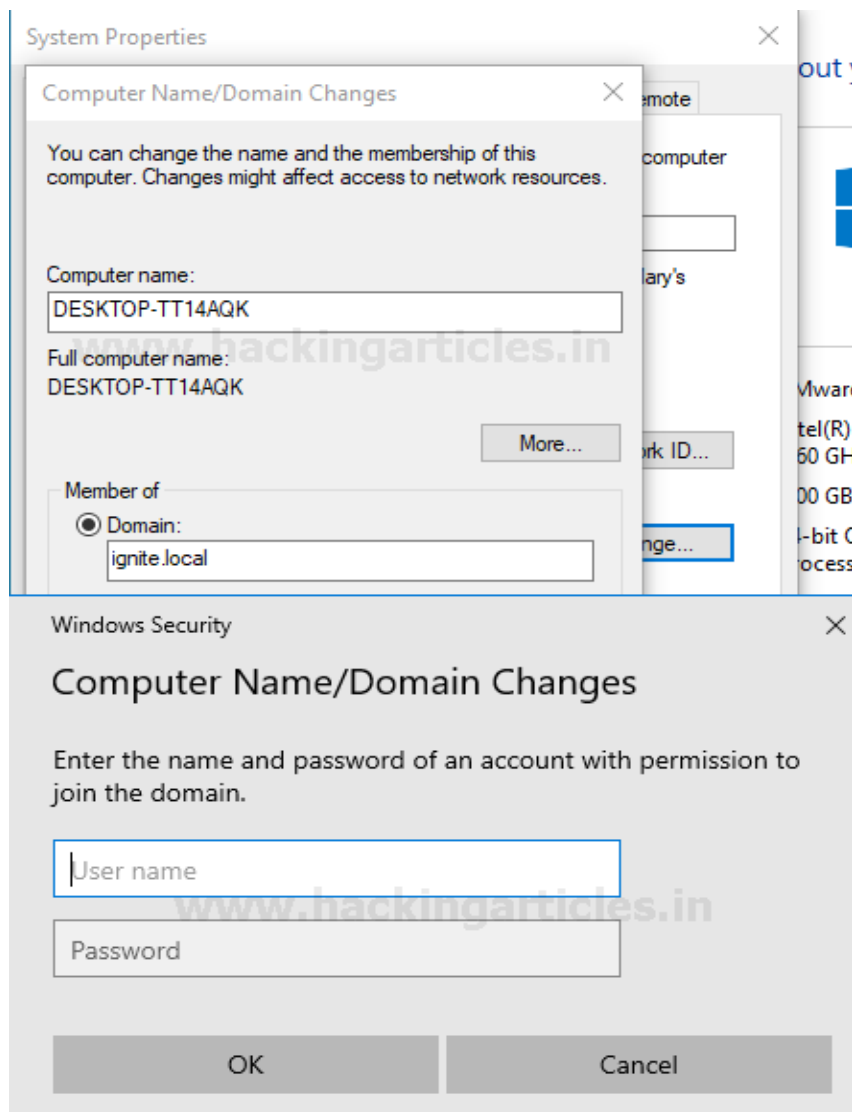 System Properties
out
Computer Name/Domain Changes
emote
You can change the name and the membership of this
computer. Changes might affect access to network resources.
computer
Computer name:
lary's
DESKTOP-TT14AQK
www.hackingarticles.in
Full computer name:
DESKTOP-TT14AQK
Mware
More...
ork ID...
tel(R)
60 GH
00 GB
Member of
Domain:
nge...
4-bit O
ignite.local
rocess
Windows Security
Computer Name/Domain Changes
Enter the name and password of an account with permission to
join the domain.
User name
www.hackingarticles.in
Password
OK Cancel